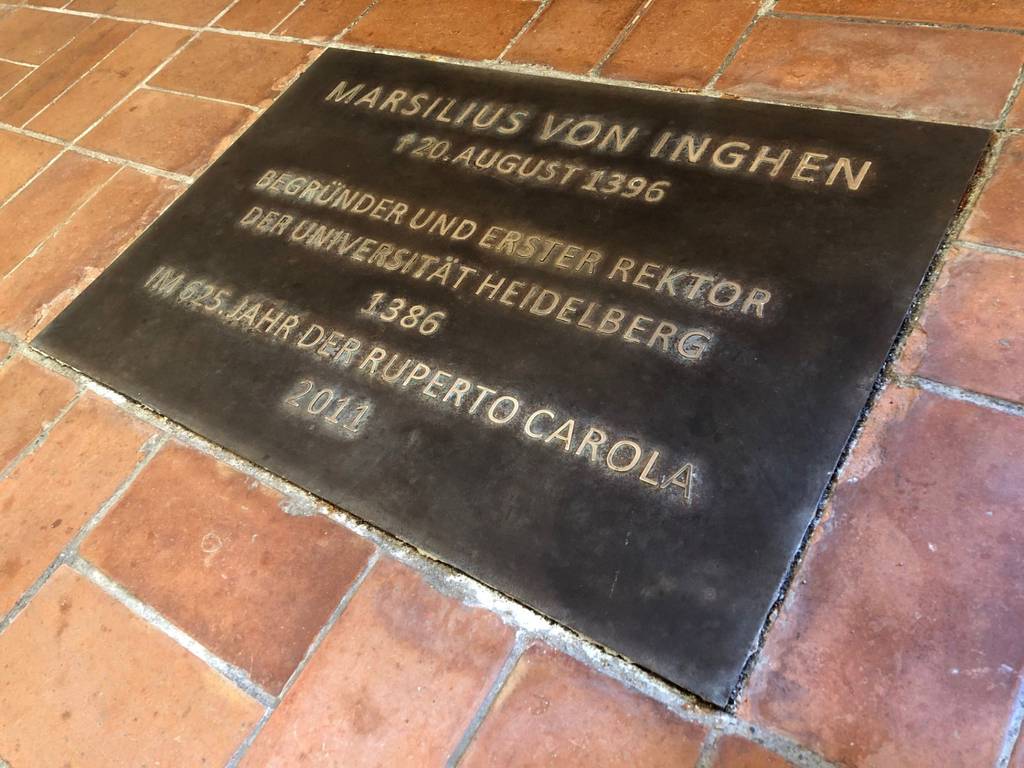 MARSILIUS VON INGHEN
†20. AUGUST 1396
BEGRÜNDER UND ERSTER REKTOR
DER UNIVERSITÄT HEIDELBERG
1386
IM 625. JAHR DER RUPERTO CAROLA
2011